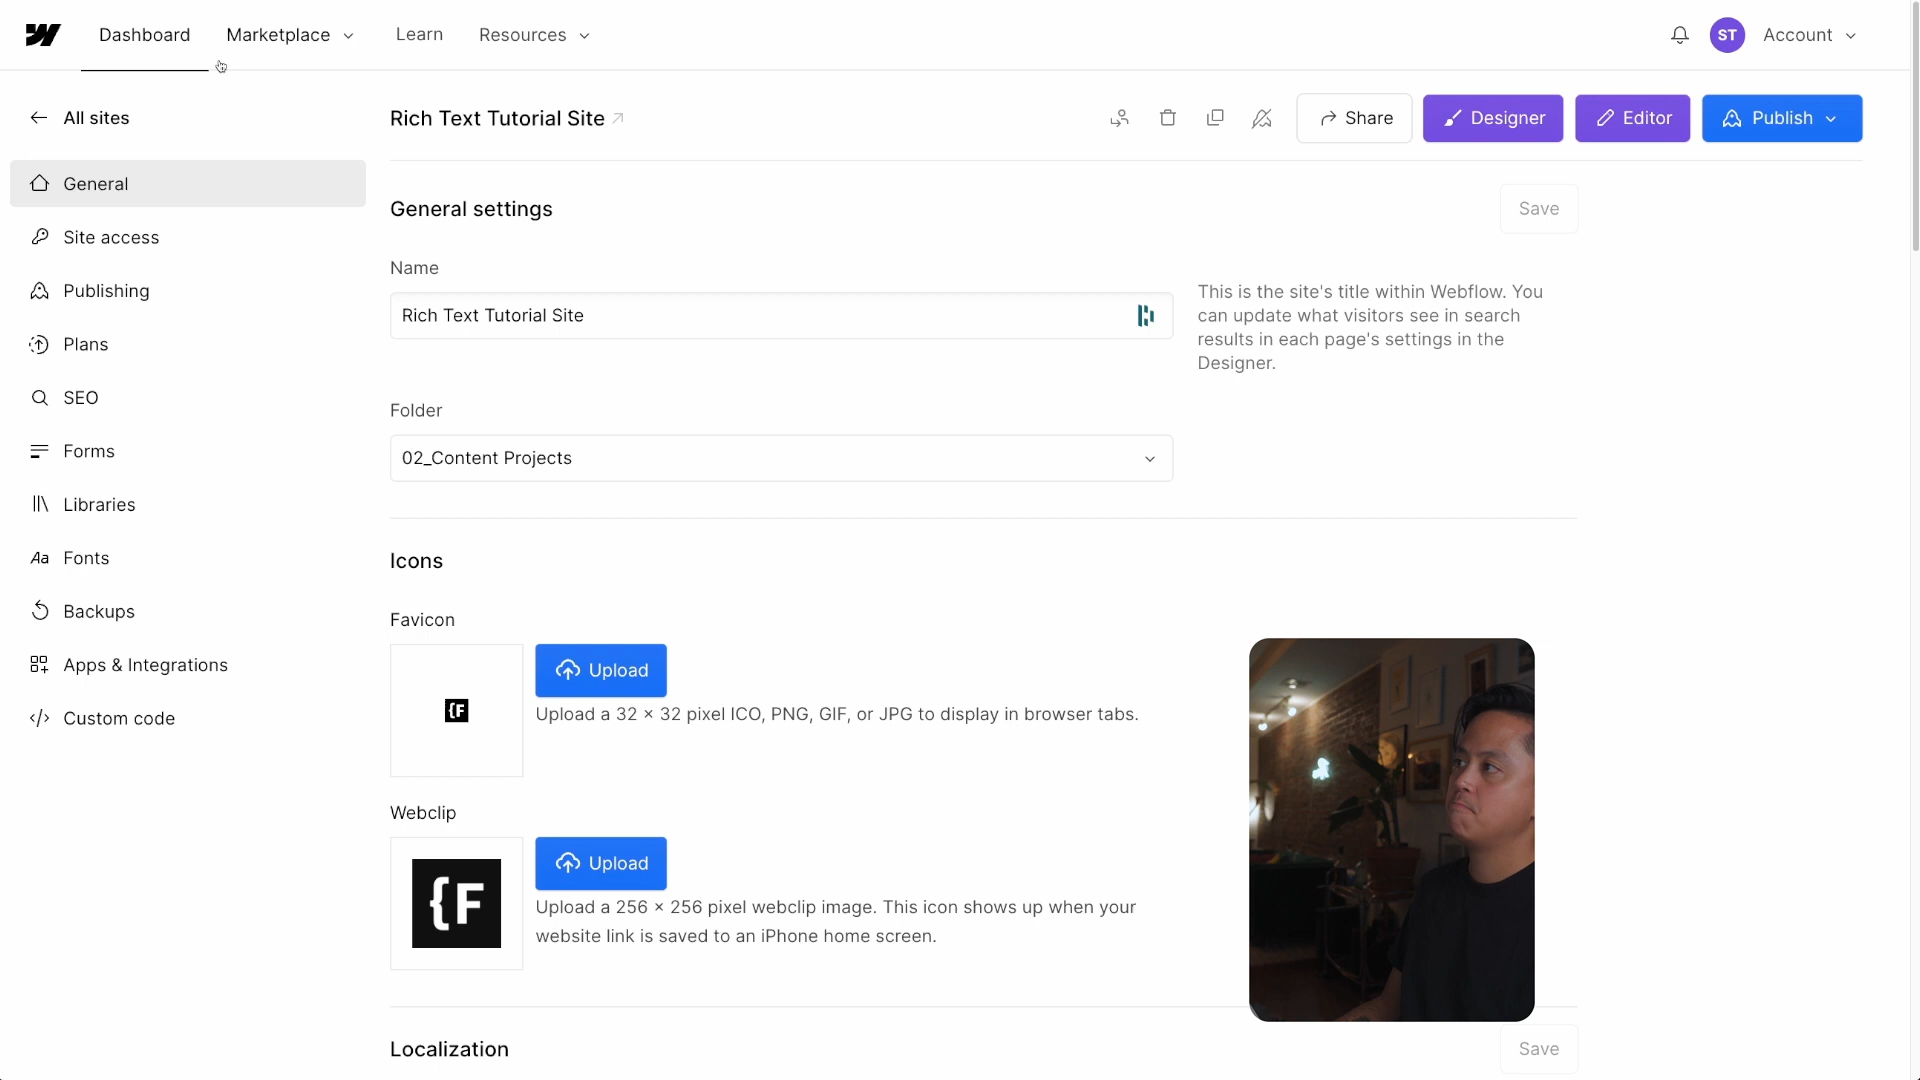 Dashboard
Marketplace
Learn
Resources
ST
Account
All sites
Rich Text Tutorial Site
Share
Designer
Editor
Publish
General
Site access
Publishing
Plans
SEO
Forms
Libraries
Aa Fonts
Backups
Apps & Integrations
</> Custom code
General settings
Save
Name
Rich Text Tutorial Site
This is the site's title within Webflow. You
can update what visitors see in search
results in each page's settings in the
Designer.
Folder
02_Content Projects
Icons
Favicon
{F
Upload
Upload a 32 × 32 pixel ICO, PNG, GIF, or JPG to display in browser tabs.
Webclip
{F
Upload
Upload a 256 × 256 pixel webclip image. This icon shows up when your
website link is saved to an iPhone home screen.
Localization
Save